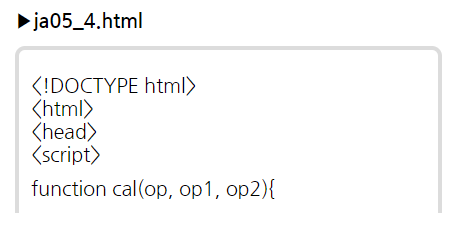 ▶ja05_4.html
〈!DOCTYPE html〉
〈html〉
〈head〉
〈script〉
function cal(op, op1, op2){